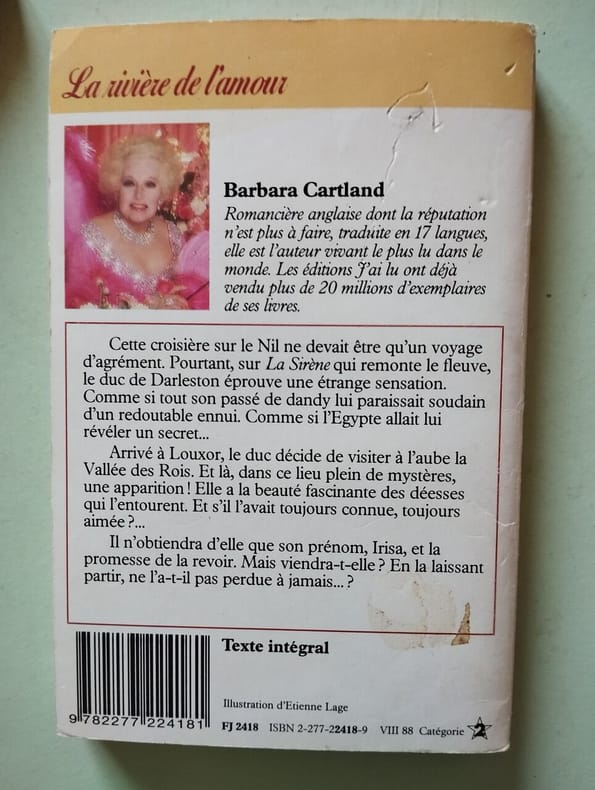 La rivière de l'amour
Barbara Cartland
Romancière anglaise dont la réputation
n'est plus à faire, traduite en 17 langues,
elle est l'auteur vivant le plus lu dans le
monde. Les éditions J'ai lu ont déjà
vendu plus de 20 millions d'exemplaires
de ses livres.
Cette croisière sur le Nil ne devait être qu'un voyage
d'agrément. Pourtant, sur La Sirène qui remonte le fleuve,
le duc de Darleston éprouve une étrange sensation.
Comme si tout son passé de dandy lui paraissait soudain
d'un redoutable ennui. Comme si l'Egypte allait lui
révéler un secret...
Arrivé à Louxor, le duc décide de visiter à l'aube la
Vallée des Rois. Et là, dans ce lieu plein de mystères,
une apparition ! Elle a la beauté fascinante des déesses
qui l'entourent. Et s'il l'avait toujours connue, toujours
aimée ?...
Il n'obtiendra d'elle que son prénom, Irisa, et la
promesse de la revoir. Mais viendra-t-elle ? En la laissant
partir, ne l'a-t-il pas perdue à jamais... ?
Texte intégral
Illustration d'Etienne Lage
9 782277 224181
FJ 2418 ISBN 2-277-22418-9 VIII 88 Catégorie 2